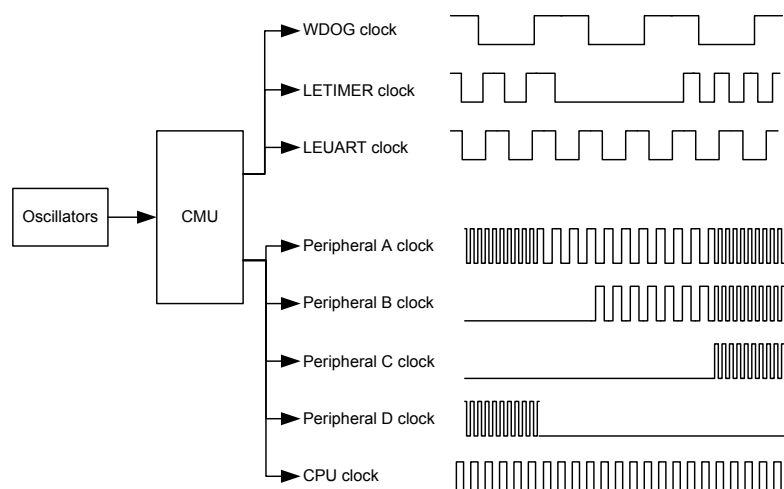 WDOG clock
LETIMER clock
LEUART clock
Oscillators
CMU
Peripheral A clock
Peripheral B clock
Peripheral C clock
Peripheral D clock
CPU clock